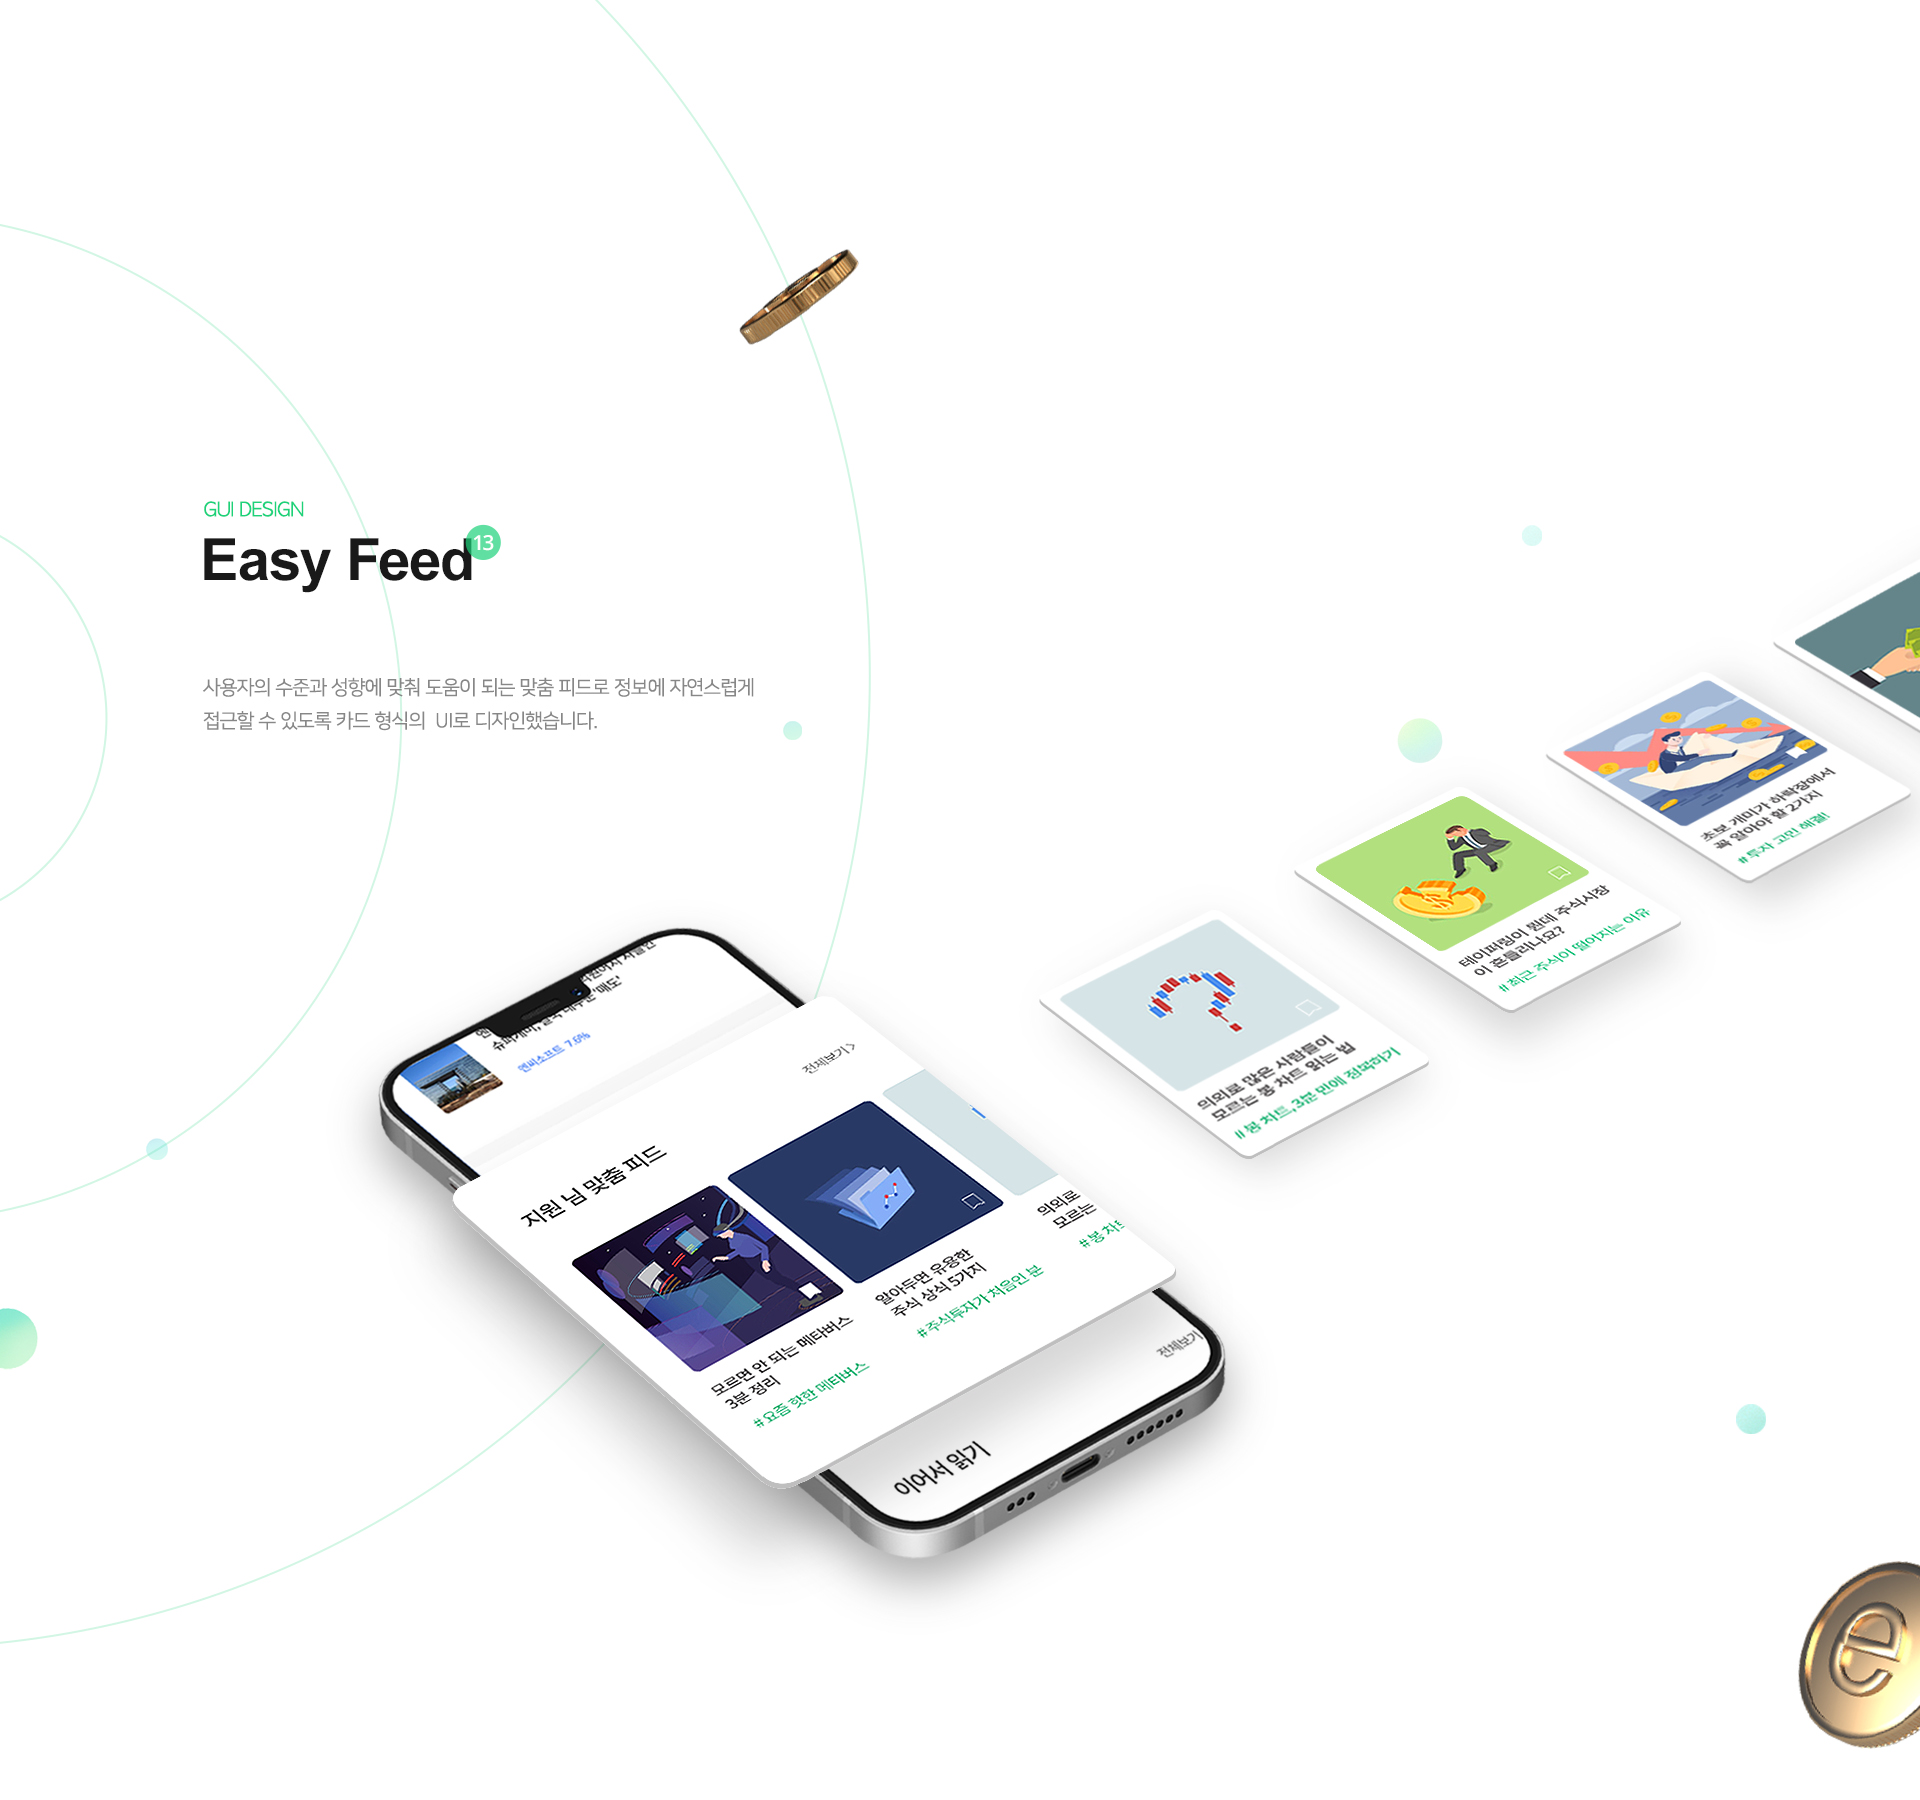 GUI DESIGN
Easy Feed
13
사용자의 수준과 성향에 맞춰 도움이 되는 맞춤 피드로 정보에 자연스럽게
접근할 수 있도록 카드 형식의 UI로 디자인했습니다.
초보 개미가 하락장에서
꼭 알아야 할 2가지
#투자 고민 해결!
테이퍼링이 뭔데 주식시장
이 흔들리나요?
#최근 주식이 떨어지는 이유
의외로 많은 사람들이
모르는 봉 차트 읽는 법
#봉 차트, 3분 만에 정복하기
'매도'
엔씨소프트 7.6%
전체보기 >
지원 님 맞춤 피드
모르면 안 되는 메타버스
3분 정리
#요즘 핫한 메타버스
알아두면 유용한
주식 상식 5가지
#주식투자가 처음인 분
의외로
모르는
#봉 차트
전체보기
이어서 읽기
e